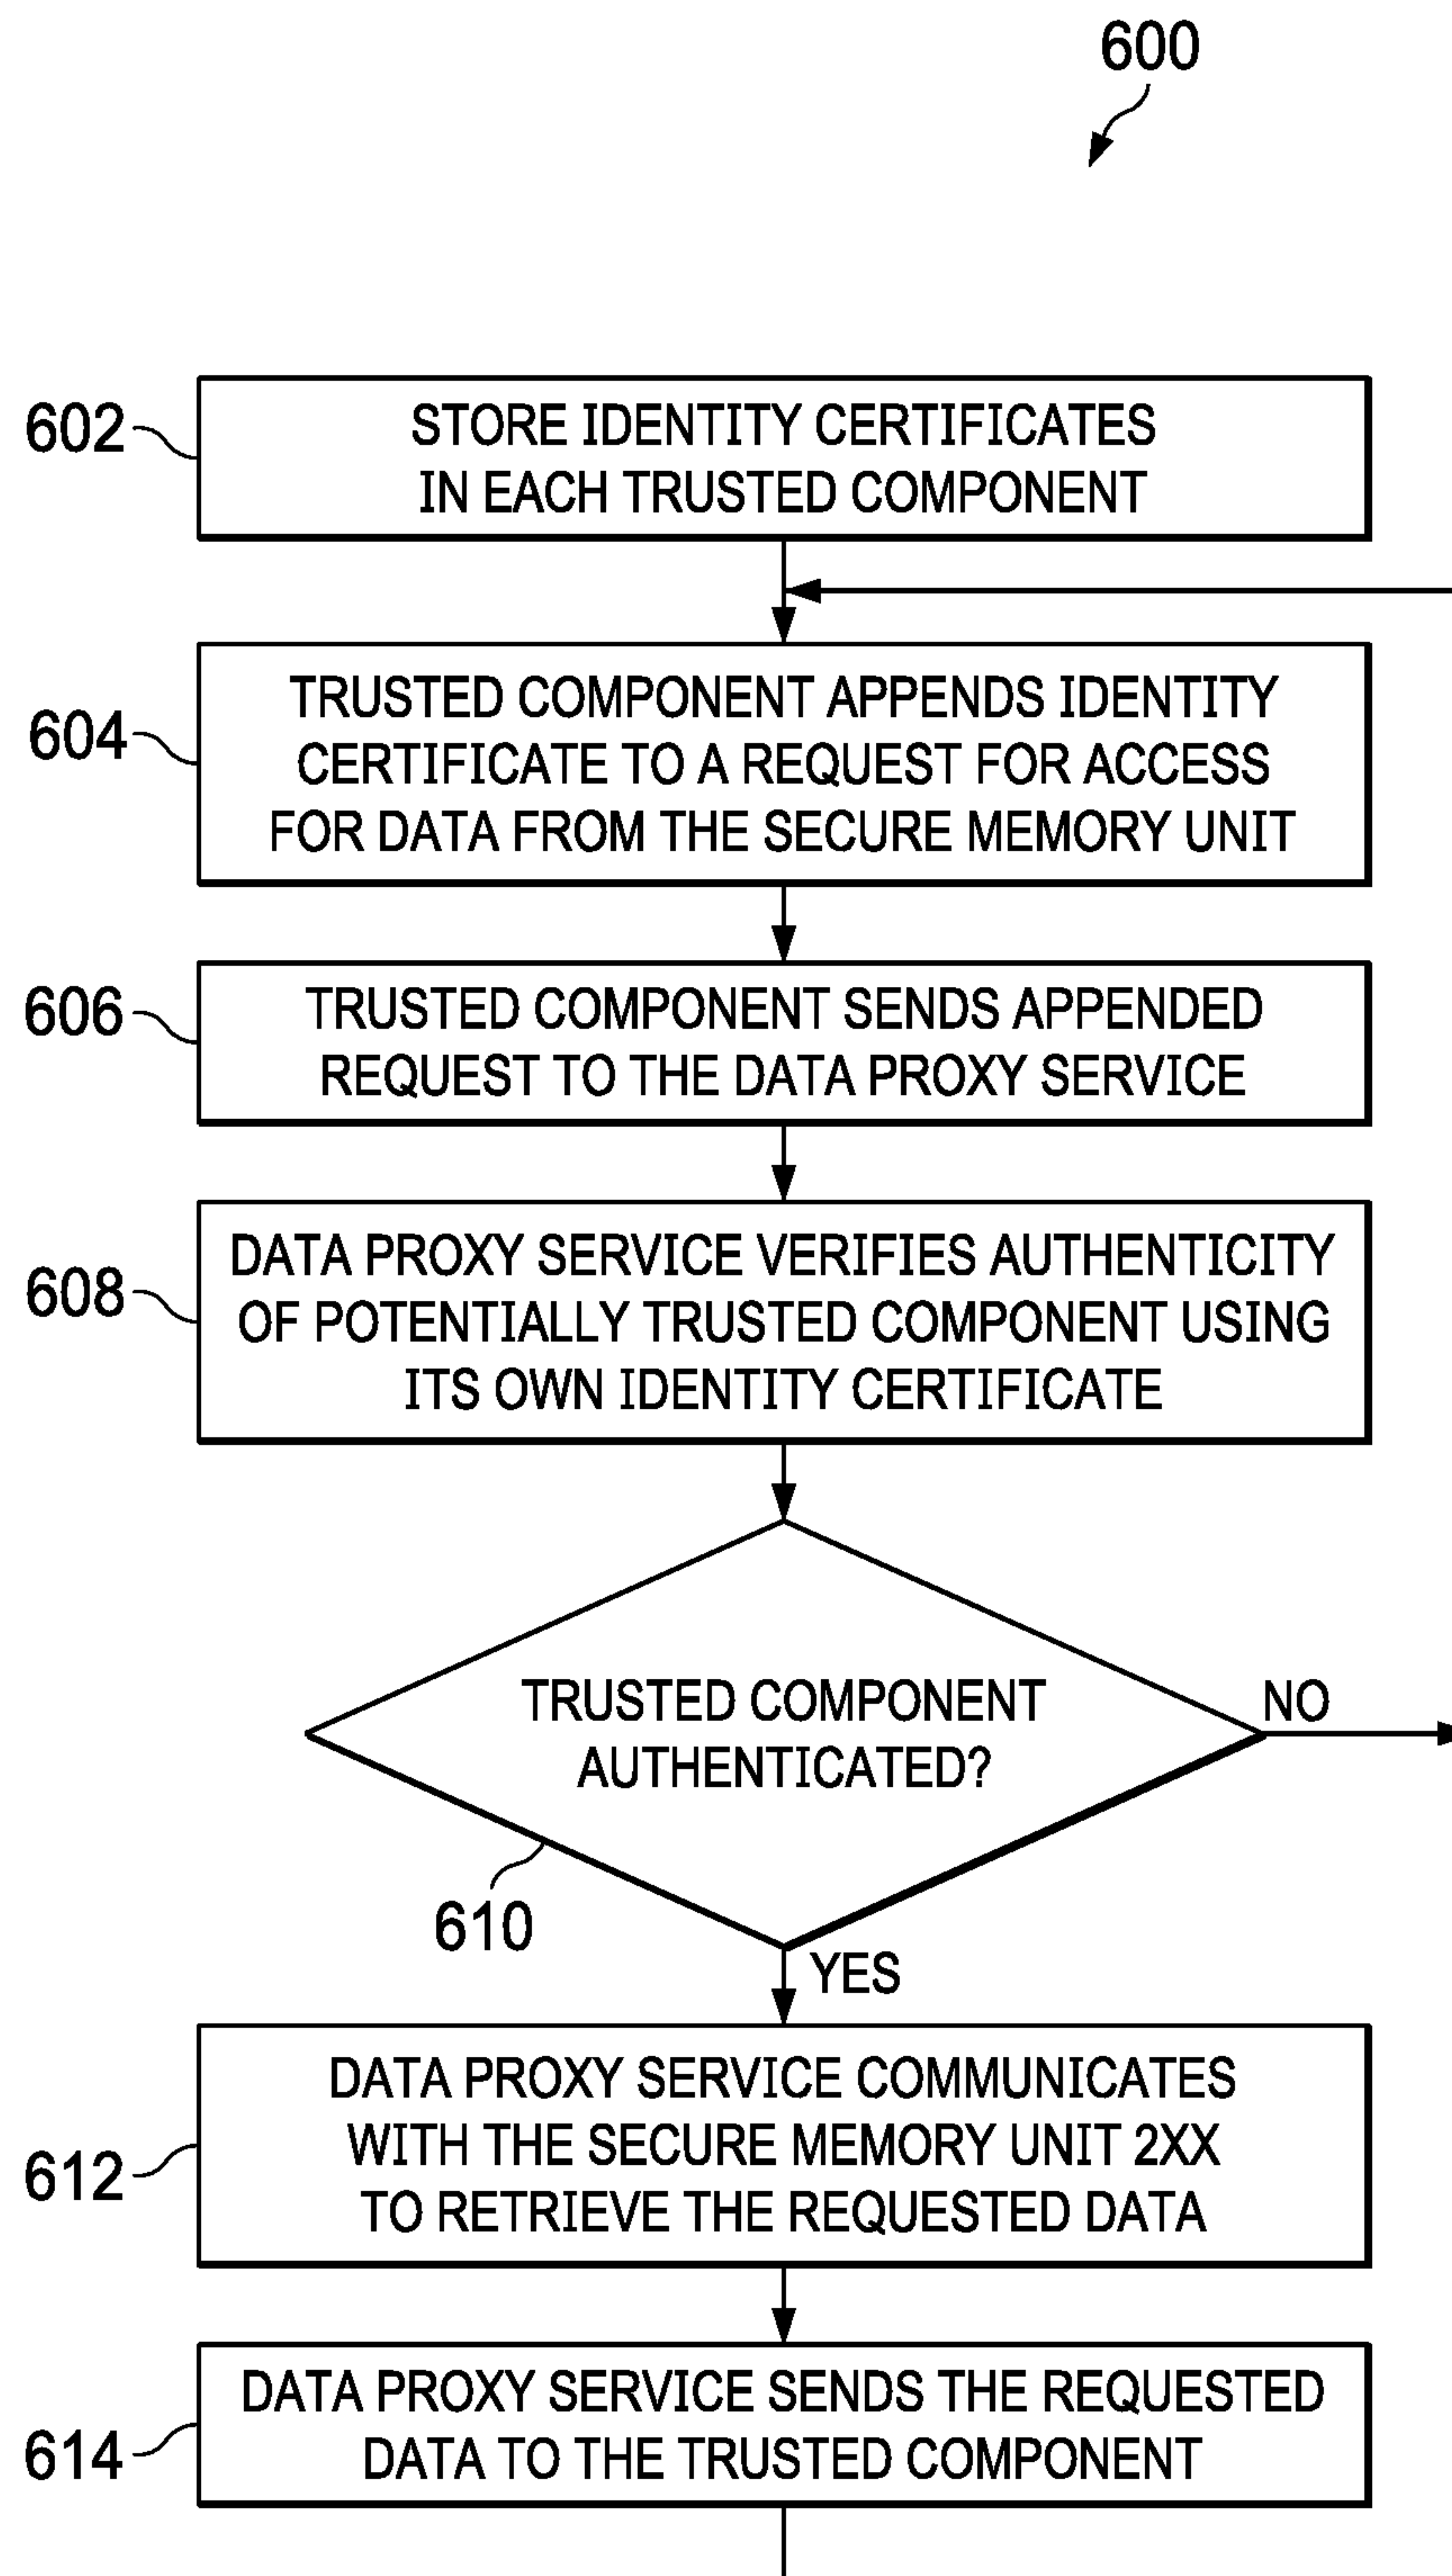 600
602
STORE IDENTITY CERTIFICATES
IN EACH TRUSTED COMPONENT
604
TRUSTED COMPONENT APPENDS IDENTITY
CERTIFICATE TO A REQUEST FOR ACCESS
FOR DATA FROM THE SECURE MEMORY UNIT
606
TRUSTED COMPONENT SENDS APPENDED
REQUEST TO THE DATA PROXY SERVICE
608
DATA PROXY SERVICE VERIFIES AUTHENTICITY
OF POTENTIALLY TRUSTED COMPONENT USING
ITS OWN IDENTITY CERTIFICATE
TRUSTED COMPONENT
AUTHENTICATED?
NO
610
YES
612
DATA PROXY SERVICE COMMUNICATES
WITH THE SECURE MEMORY UNIT 2XX
TO RETRIEVE THE REQUESTED DATA
614
DATA PROXY SERVICE SENDS THE REQUESTED
DATA TO THE TRUSTED COMPONENT